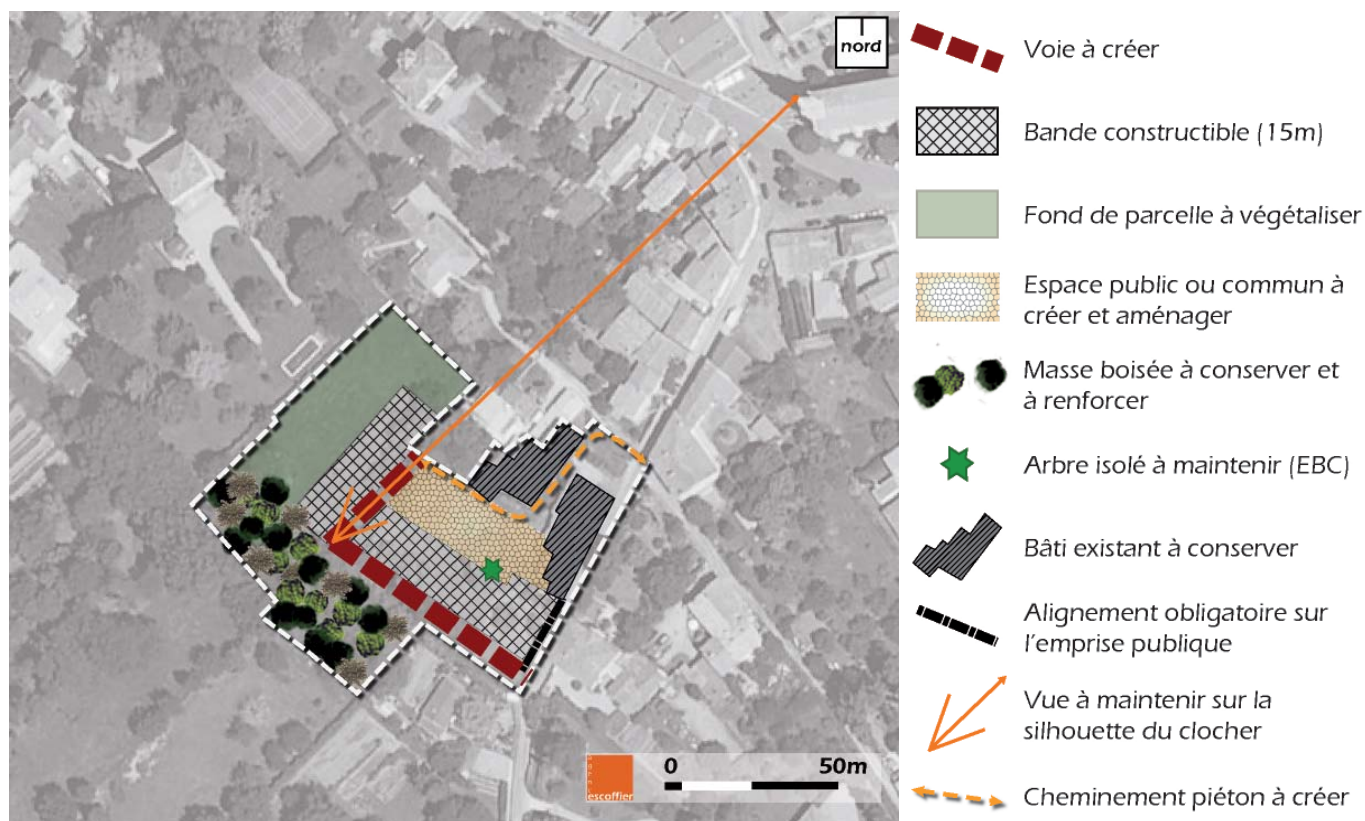 nord
Voie à créer
Bande constructible (15m)
Fond de parcelle à végétaliser
Espace public ou commun à
créer et aménager
Masse boisée à conserver et
à renforcer
Arbre isolé à maintenir (EBC)
Bâti existant à conserver
Alignement obligatoire sur
l'emprise publique
Vue à maintenir sur la
silhouette du clocher
Cheminement piéton à créer
0 50m
escoffier